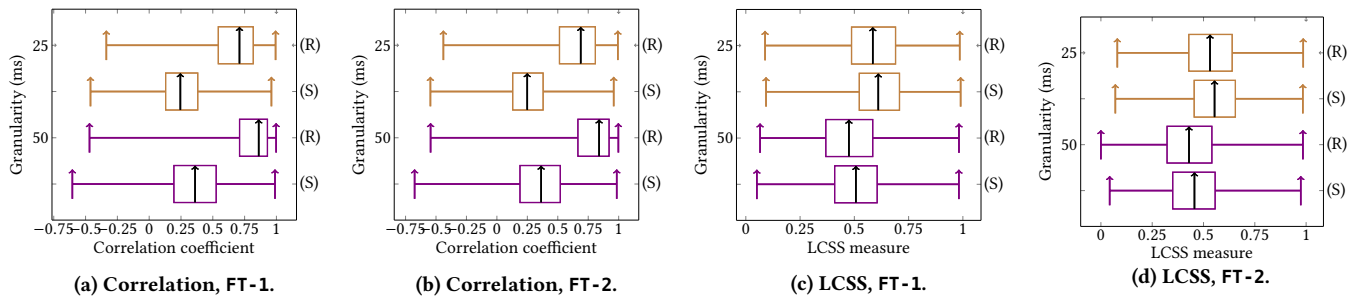 Granularity (ms)
25
50
(R)
(S)
(R)
(S)
−0.75 −0.5 −0.25 0 0.25 0.5 0.75 1
Correlation coefficient
(a) Correlation, FT-1.
Granularity (ms)
25
50
(R)
(S)
(R)
(S)
−0.75 −0.5 −0.25 0 0.25 0.5 0.75 1
Correlation coefficient
(b) Correlation, FT-2.
Granularity (ms)
25
50
(R)
(S)
(R)
(S)
0 0.25 0.5 0.75 1
LCSS measure
(c) LCSS, FT-1.
Granularity (ms)
25
50
(R)
(S)
(R)
(S)
0 0.25 0.5 0.75 1
LCSS measure
(d) LCSS, FT-2.